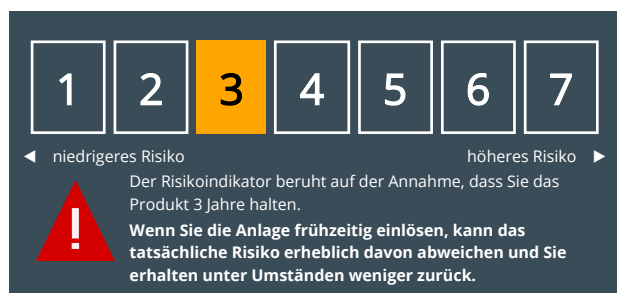 1 2 3 4 5 6 7
◀ niedrigeres Risiko höheres Risiko ▶
Der Risikoindikator beruht auf der Annahme, dass Sie das
Produkt 3 Jahre halten.
!
Wenn Sie die Anlage frühzeitig einlösen, kann das
tatsächliche Risiko erheblich davon abweichen und Sie
erhalten unter Umständen weniger zurück.